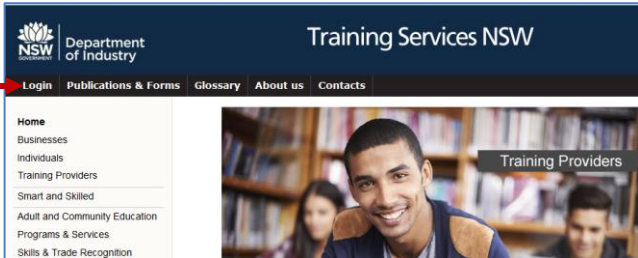 NSW
GOVERNMENT
Department
of Industry
Training Services NSW
Login Publications & Forms Glossary About us Contacts
Home
Businesses
Individuals
Training Providers
Smart and Skilled
Adult and Community Education
Programs & Services
Skills & Trade Recognition
Training Providers